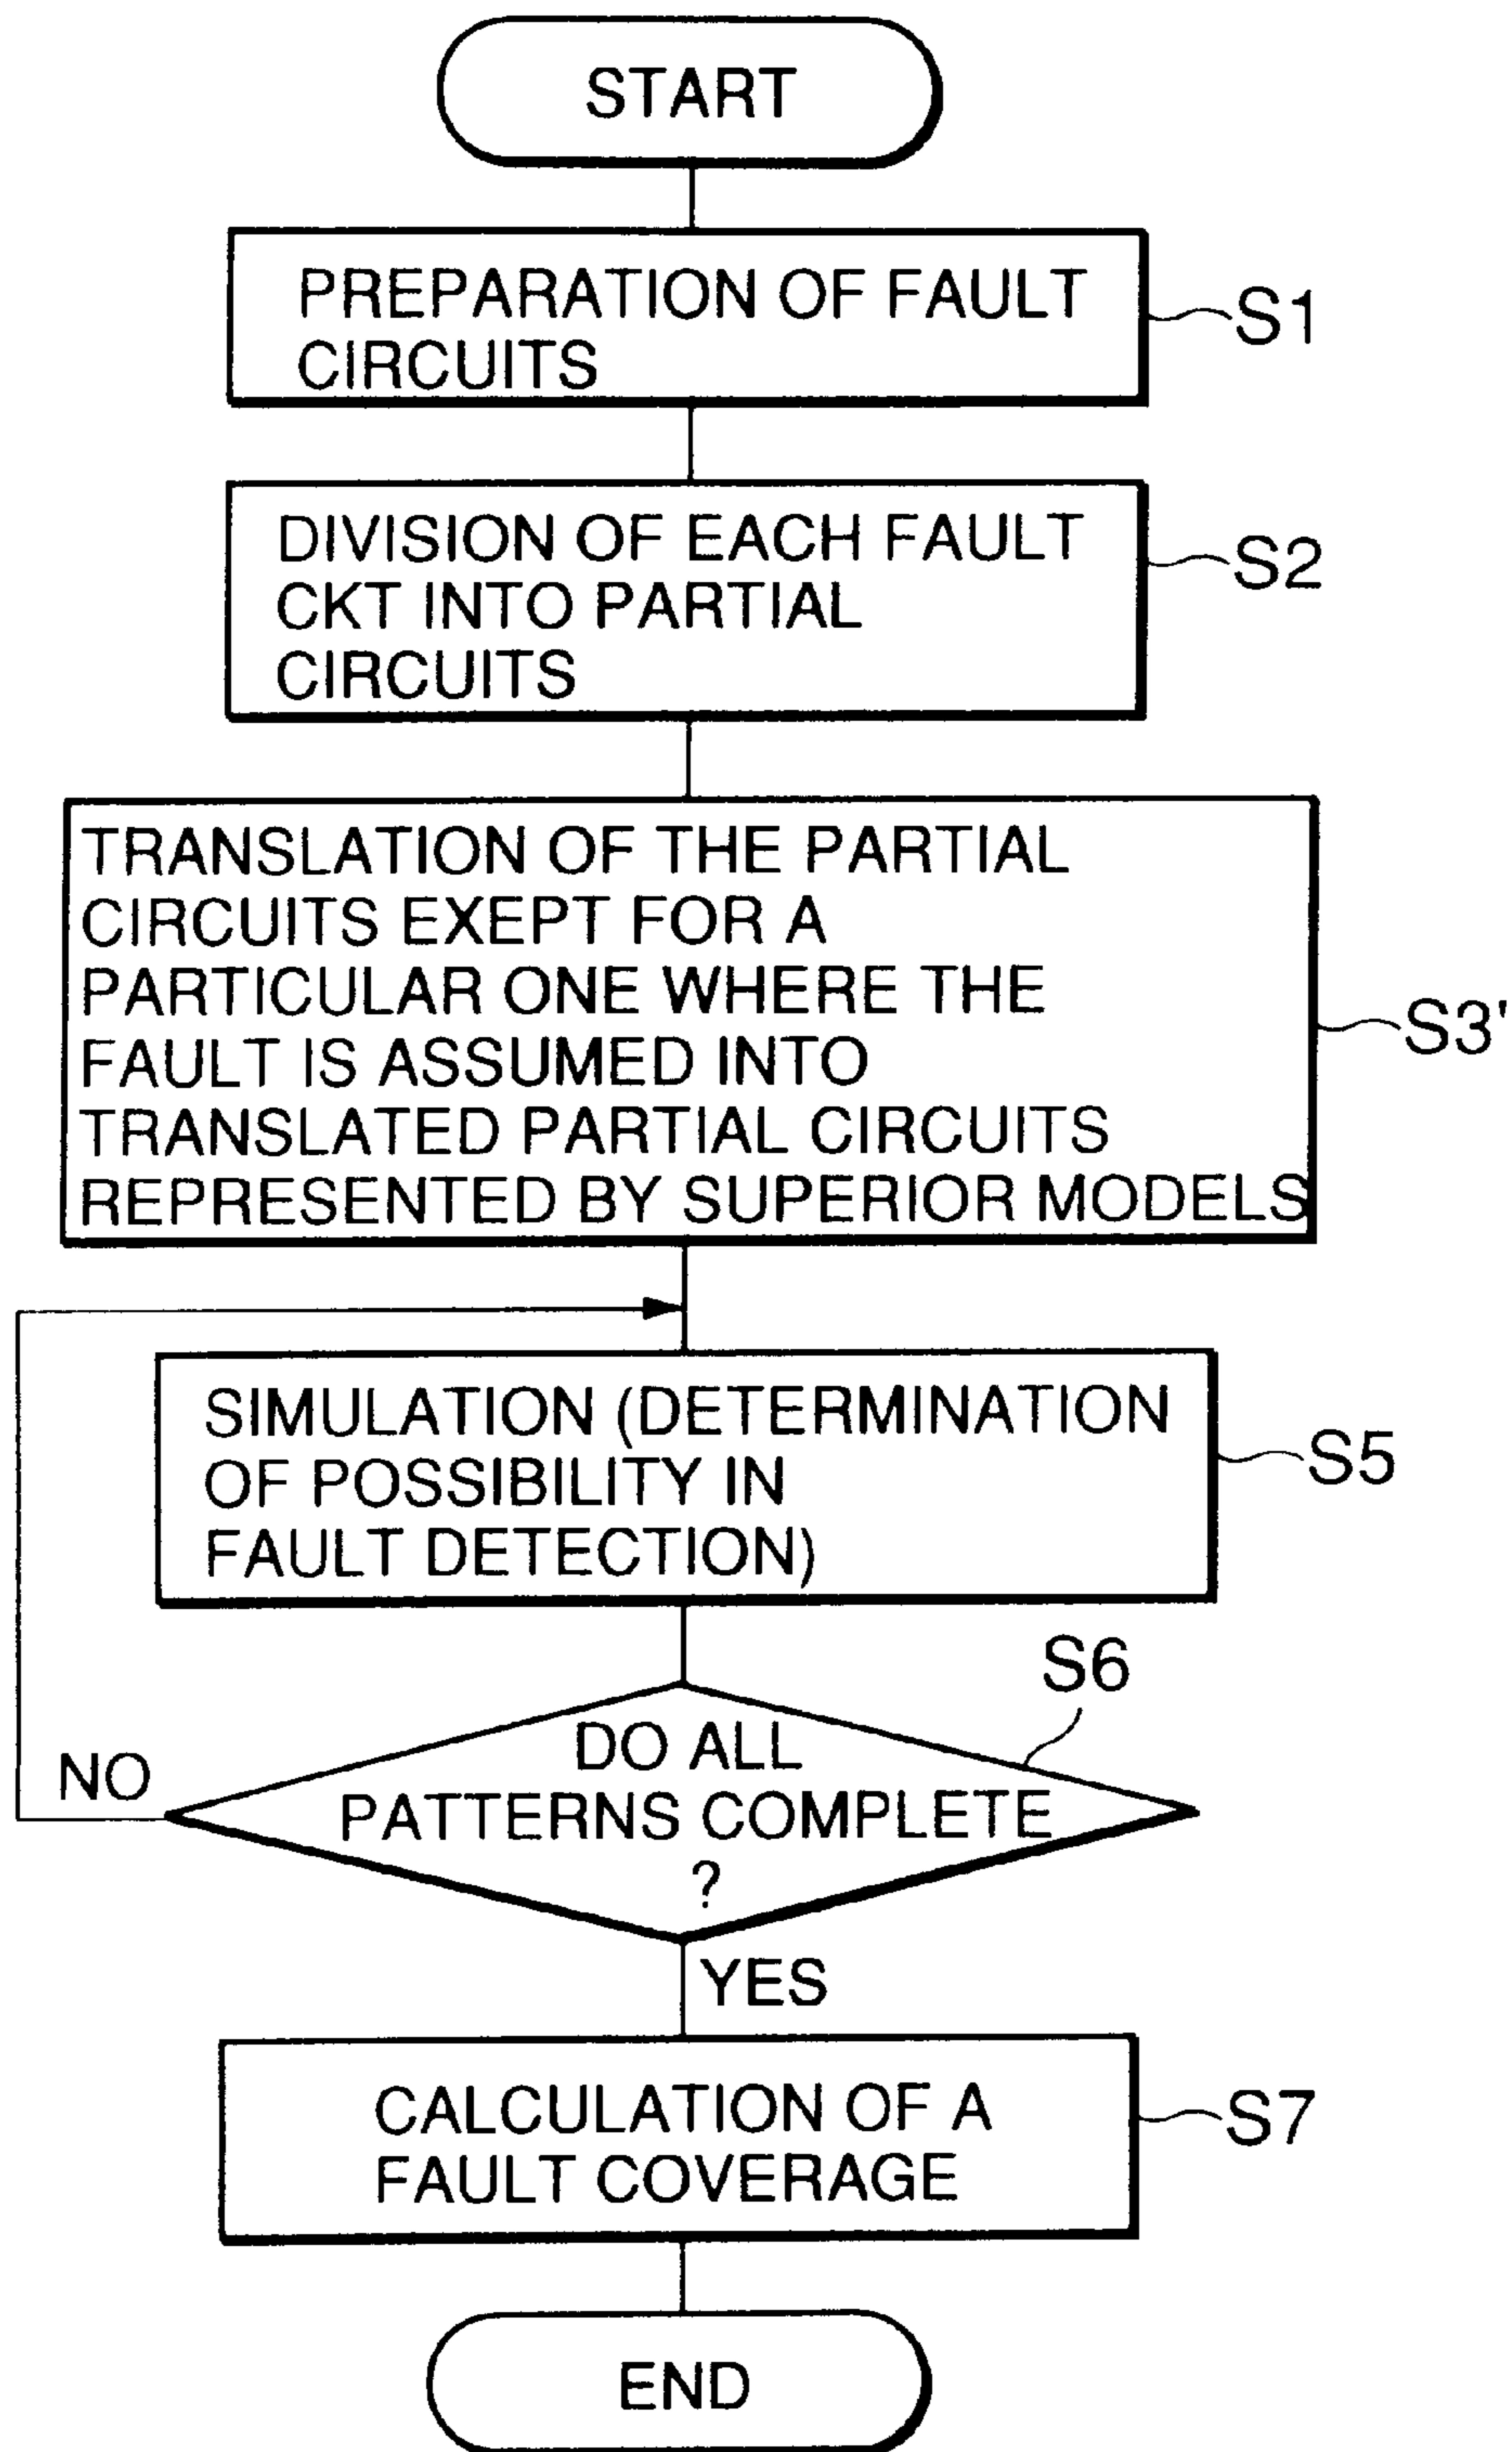 START
PREPARATION OF FAULT
CIRCUITS
S1
DIVISION OF EACH FAULT
CKT INTO PARTIAL
CIRCUITS
S2
TRANSLATION OF THE PARTIAL
CIRCUITS EXEPT FOR A
PARTICULAR ONE WHERE THE
FAULT IS ASSUMED INTO
TRANSLATED PARTIAL CIRCUITS
REPRESENTED BY SUPERIOR MODELS
S3'
SIMULATION (DETERMINATION
OF POSSIBILITY IN
FAULT DETECTION)
S5
S6
DO ALL
PATTERNS COMPLETE
?
NO
YES
CALCULATION OF A
FAULT COVERAGE
S7
END